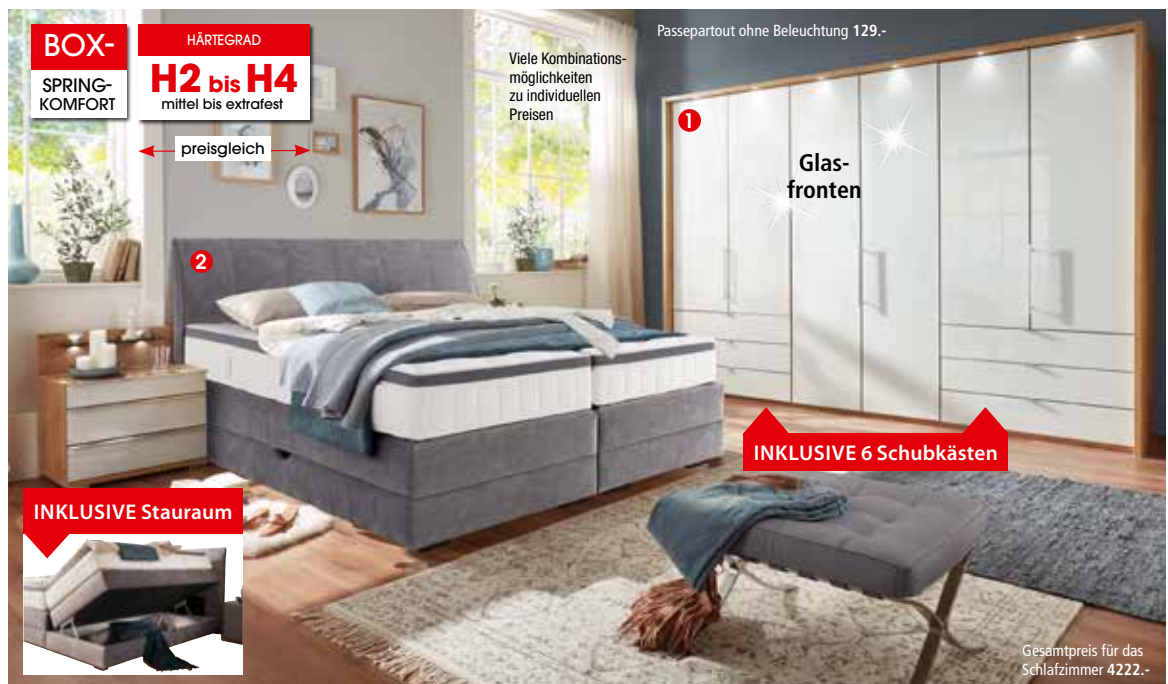 BOX-
SPRING-
KOMFORT
HÄRTEGRAD
H2 bis H4
mittel bis extrafest
preisgleich
Viele Kombinations-
möglichkeiten
zu individuellen
Preisen
Passepartout ohne Beleuchtung 129.-
1
Glas-
fronten
2
INKLUSIVE 6 Schubkästen
INKLUSIVE Stauraum
Gesamtpreis für das
Schlafzimmer 4222.-